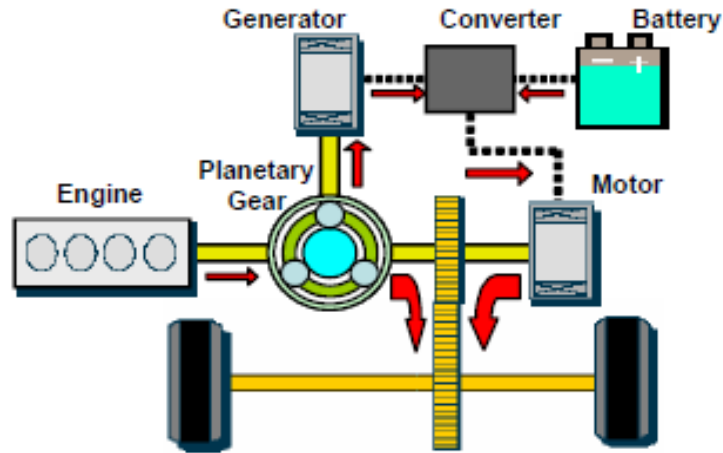 Generator
Converter
Battery
− +
Planetary
Gear
Engine
Motor